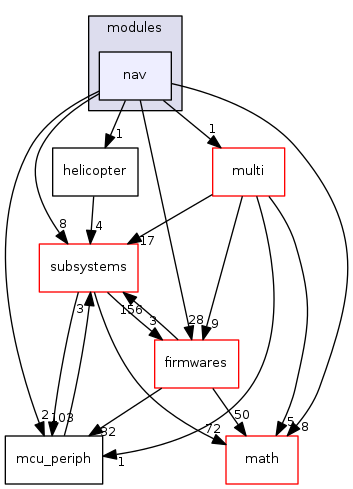 modules
nav
1
1
helicopter
multi
8
4
17
subsystems
156
3
28
9
3
firmwares
2
103
32
1
72
50
5
8
mcu_periph
math